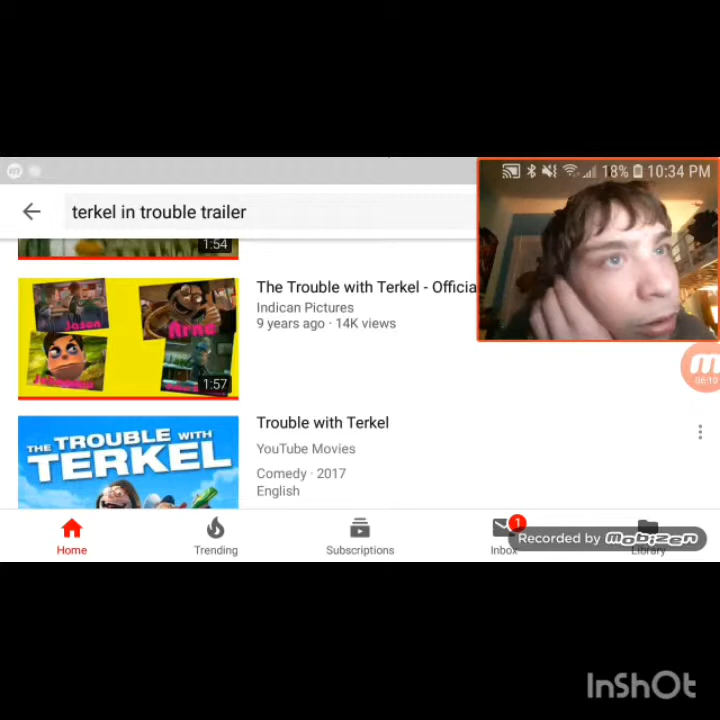 18% 10:34 PM
terkel in trouble trailer
1:54
The Trouble with Terkel - Officia
Indican Pictures
9 years ago · 14K views
Jason
Arne
1:57
06:10
Trouble with Terkel
YouTube Movies
Comedy · 2017
English
THE TROUBLE WITH
TERKEL
1
Home
Trending
Subscriptions
Inbox
Library
Recorded by mobizen
InShOt